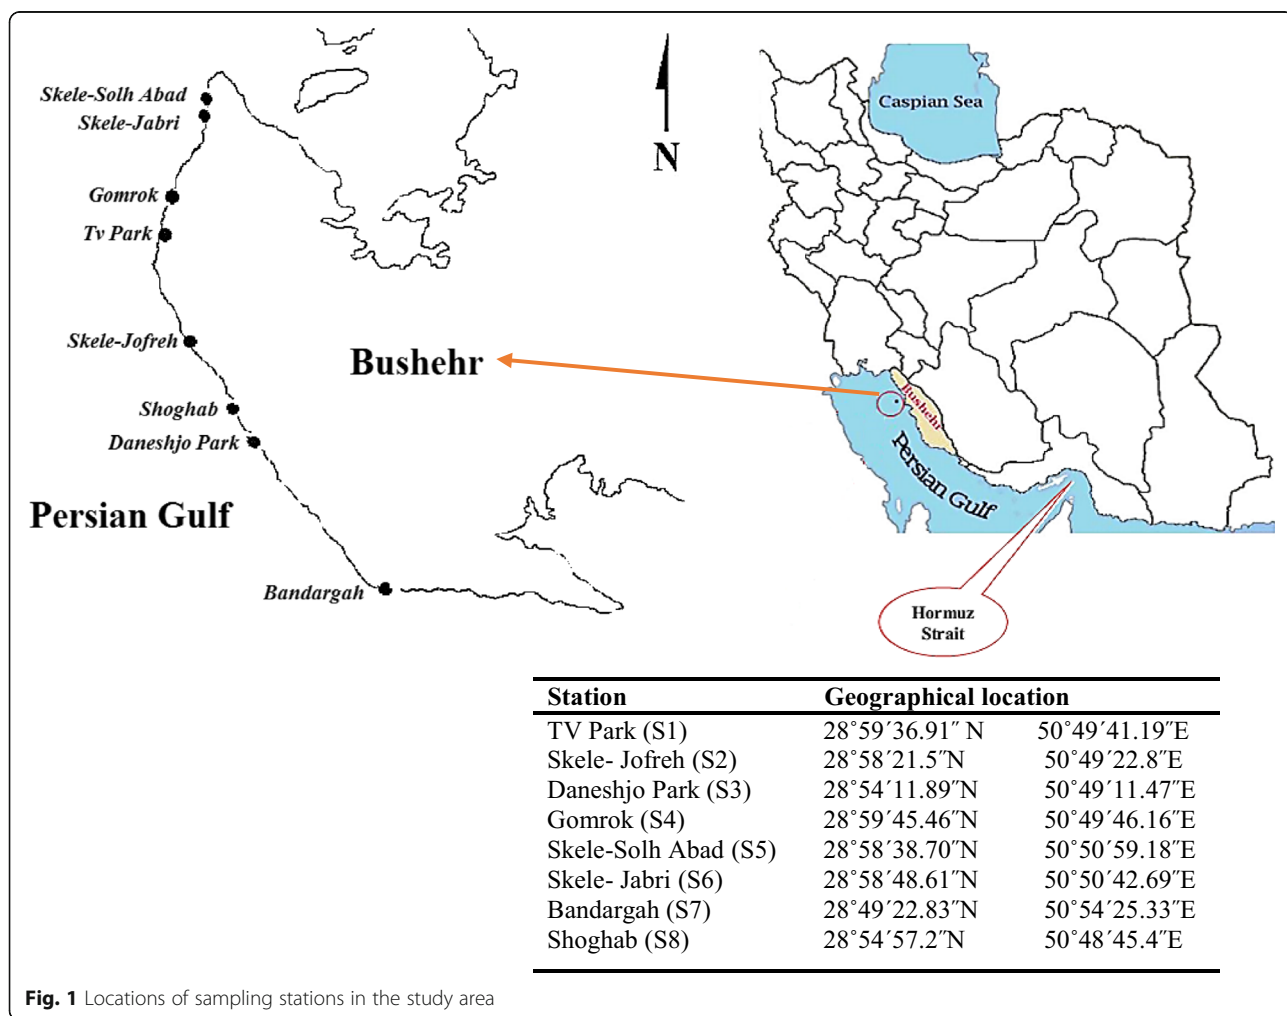 Skele-Solh Abad
Skele-Jabri
Gomrok
Tv Park
Skele-Jofreh
Shoghab
Daneshjo Park
Bandargah
Persian Gulf
Bushehr
N
Caspian Sea
Bushehr
Persian Gulf
Hormuz
Strait
Station Geographical location
TV Park (S1) 28˚59´36.91˝ N 50˚49´41.19˝E
Skele- Jofreh (S2) 28˚58´21.5˝N 50˚49´22.8˝E
Daneshjo Park (S3) 28˚54´11.89˝N 50˚49´11.47˝E
Gomrok (S4) 28˚59´45.46˝N 50˚49´46.16˝E
Skele-Solh Abad (S5) 28˚58´38.70˝N 50˚50´59.18˝E
Skele- Jabri (S6) 28˚58´48.61˝N 50˚50´42.69˝E
Bandargah (S7) 28˚49´22.83˝N 50˚54´25.33˝E
Shoghab (S8) 28˚54´57.2˝N 50˚48´45.4˝E
Fig. 1 Locations of sampling stations in the study area